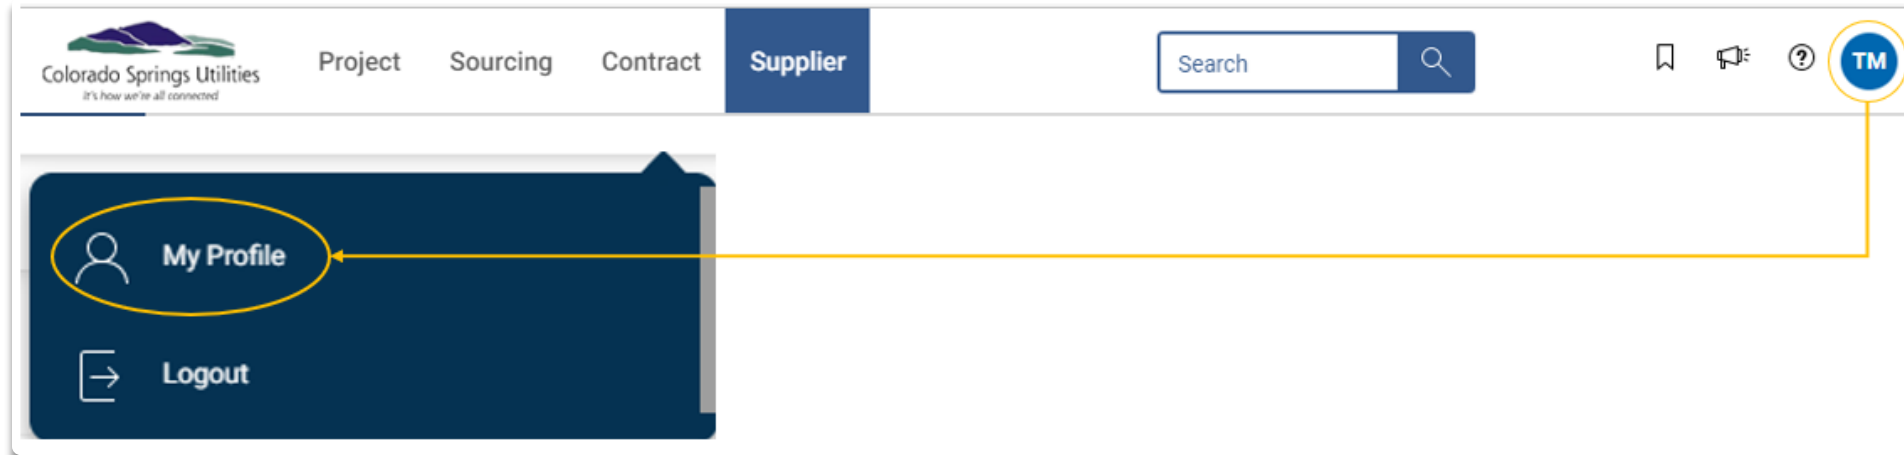 Colorado Springs Utilities
It's how we're all connected
Project Sourcing Contract Supplier
Search
TM
My Profile
Logout